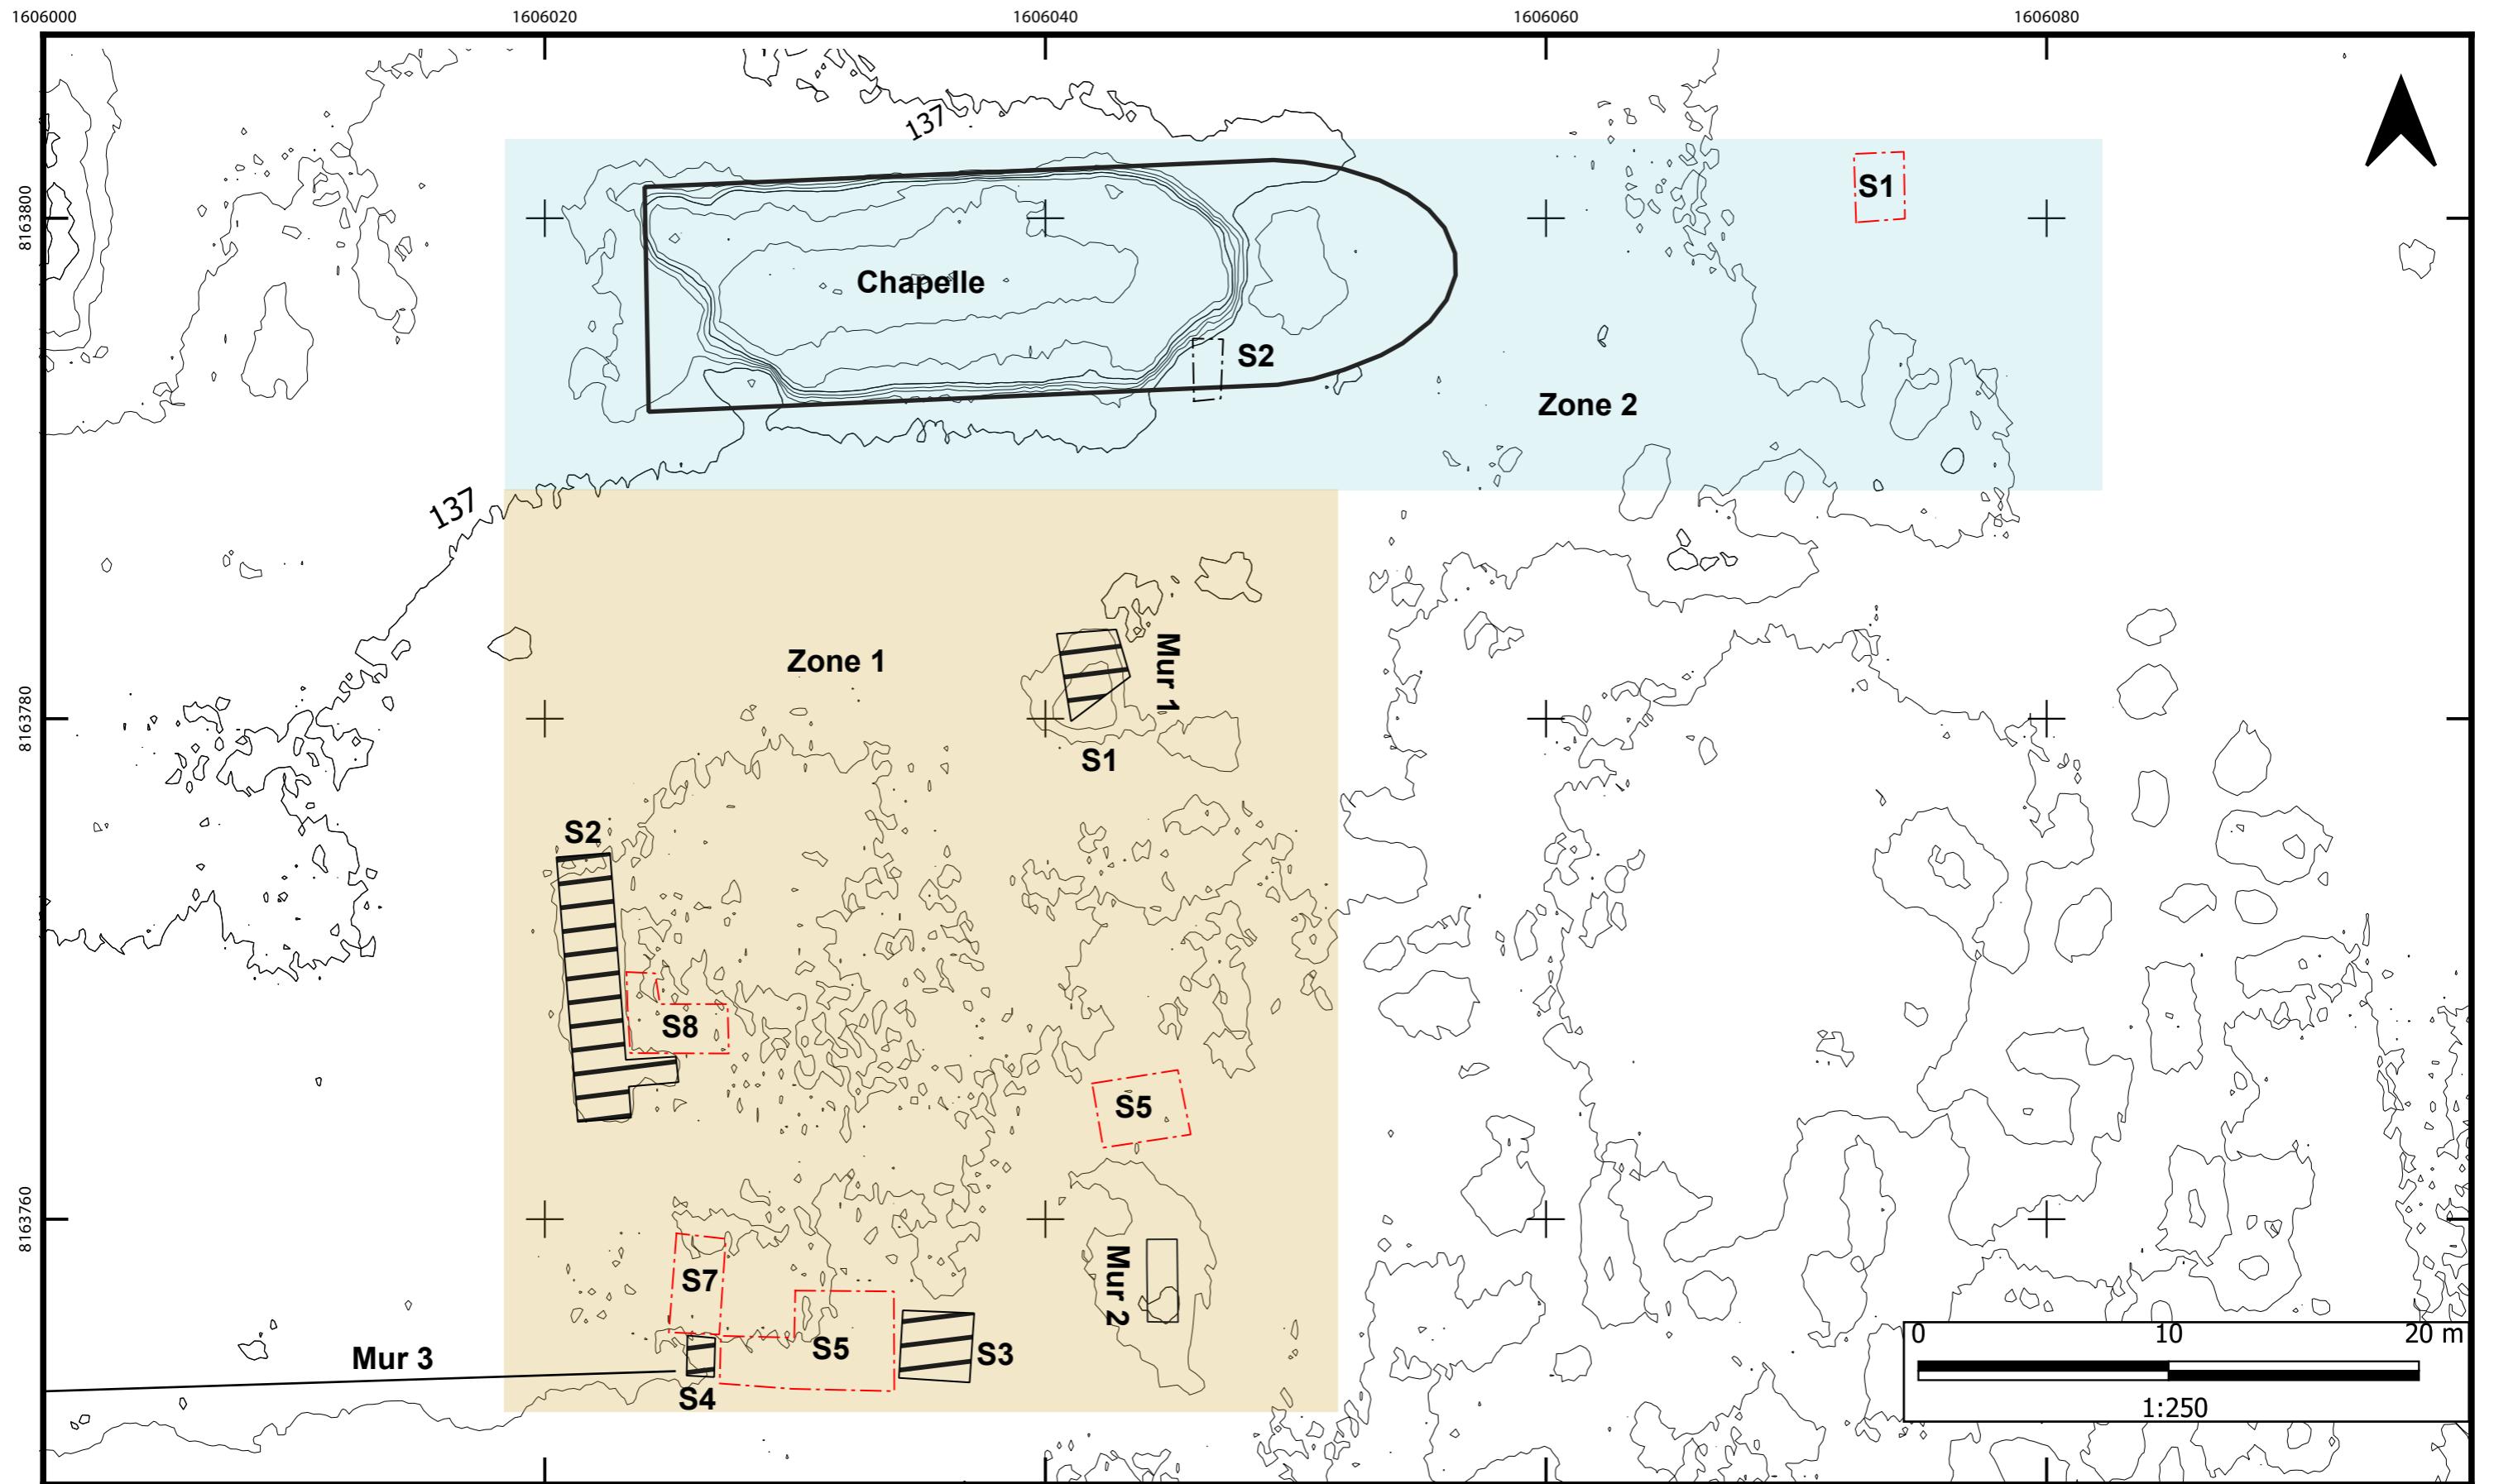 1606000 1606020 1606040 1606060 1606080
137
8163800
S1
Chapelle
S2
Zone 2
137
Zone 1
Mur 1
8163780
S1
S2
S8
S5
8163760
S7
Mur 2
S5
S3
Mur 3
S4
0 10 20 m
1:250